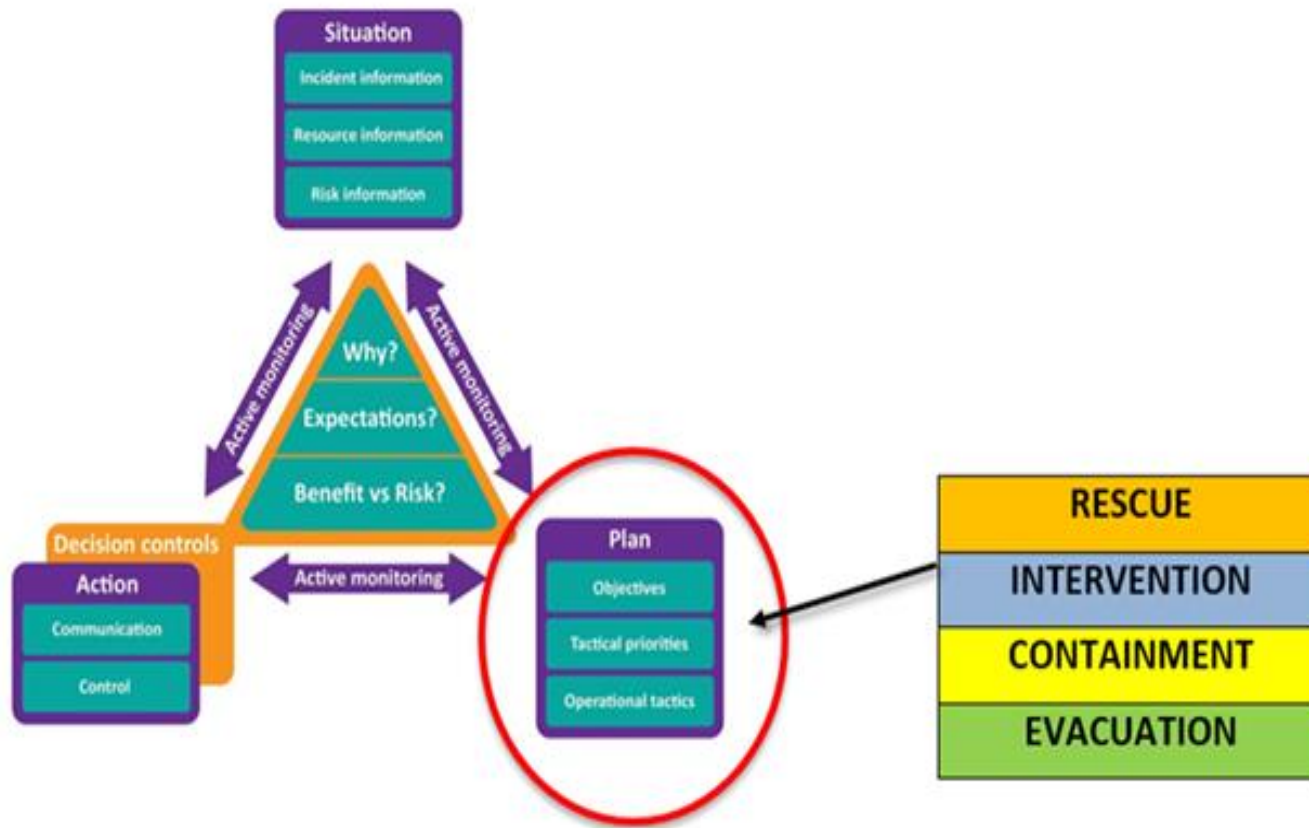 Situation
Incident information
Resource information
Risk information
Active monitoring
Active monitoring
Why?
Expectations?
Benefit vs Risk?
Decision controls
Action
Communication
Control
Active monitoring
Plan
Objectives
Tactical priorities
Operational tactics
RESCUE
INTERVENTION
CONTAINMENT
EVACUATION